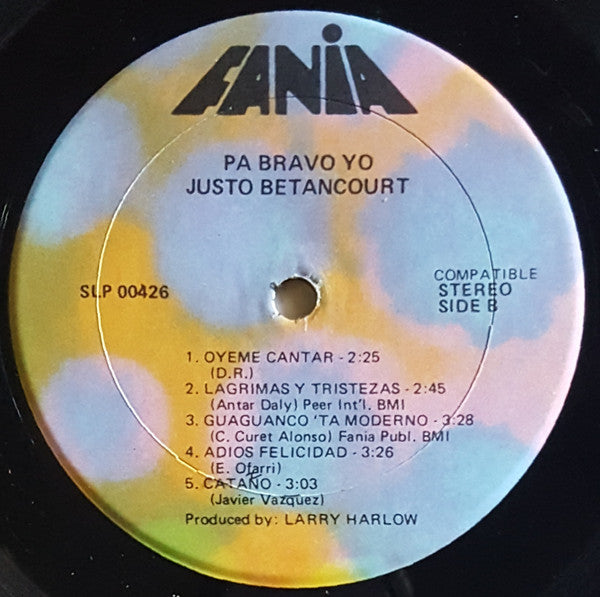 FANIA
PA BRAVO YO
JUSTO BETANCOURT
SLP 00426
COMPATIBLE
STEREO
SIDE B
1. OYEME CANTAR - 2:25
(D.R.)
2. LAGRIMAS Y TRISTEZAS - 2:45
(Antar Daly) Peer Int'l. BMI
3. GUAGUANCO 'TA MODERNO - 3:28
(C. Curet Alonso) Fania Publ. BMI
4. ADIOS FELICIDAD - 3:26
(E. Ofarri)
5. CATAÑO - 3:03
(Javier Vazquez)
Produced by: LARRY HARLOW